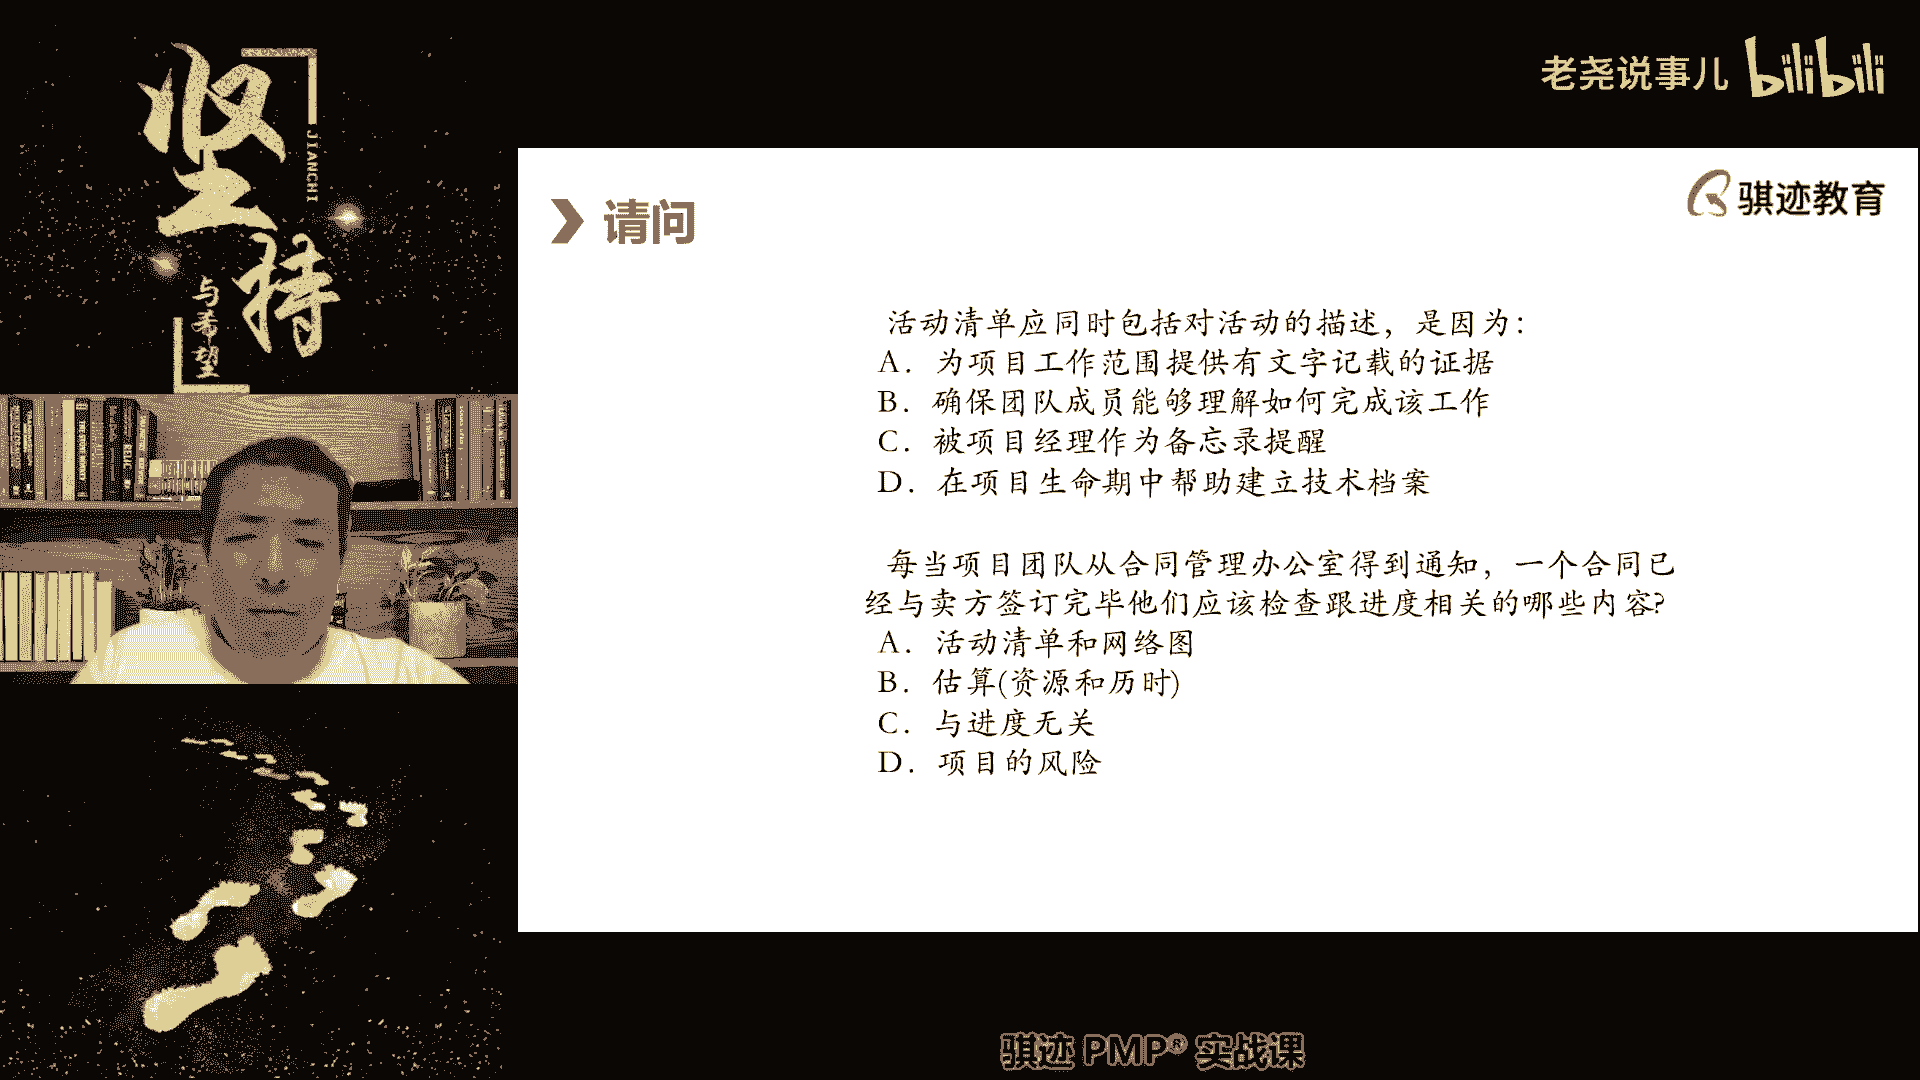 坚持
JIANCHI
与希望
老尧说事儿 bilibili
骐迹教育
请问
活动清单应同时包括对活动的描述，是因为：
A. 为项目工作范围提供有文字记载的证据
B. 确保团队成员能够理解如何完成该工作
C. 被项目经理作为备忘录提醒
D. 在项目生命期中帮助建立技术档案
每当项目团队从合同管理办公室得到通知，一个合同已
经与卖方签订完毕他们应该检查跟进度相关的哪些内容?
A. 活动清单和网络图
B. 估算(资源和历时)
C. 与进度无关
D. 项目的风险
骐迹 PMP® 实战课